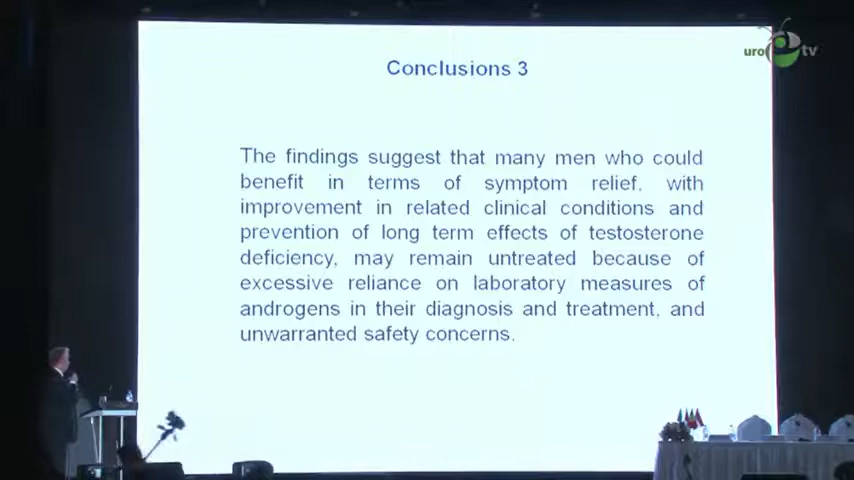 uro tv
Conclusions 3
The findings suggest that many men who could
benefit in terms of symptom relief, with
improvement in related clinical conditions and
prevention of long term effects of testosterone
deficiency, may remain untreated because of
excessive reliance on laboratory measures of
androgens in their diagnosis and treatment, and
unwarranted safety concerns.